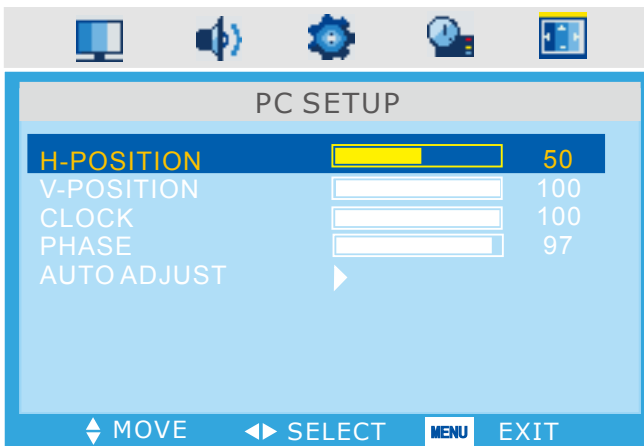 PC SETUP
H-POSITION 50
V-POSITION 100
CLOCK 100
PHASE 97
AUTO ADJUST
MOVE SELECT MENU EXIT